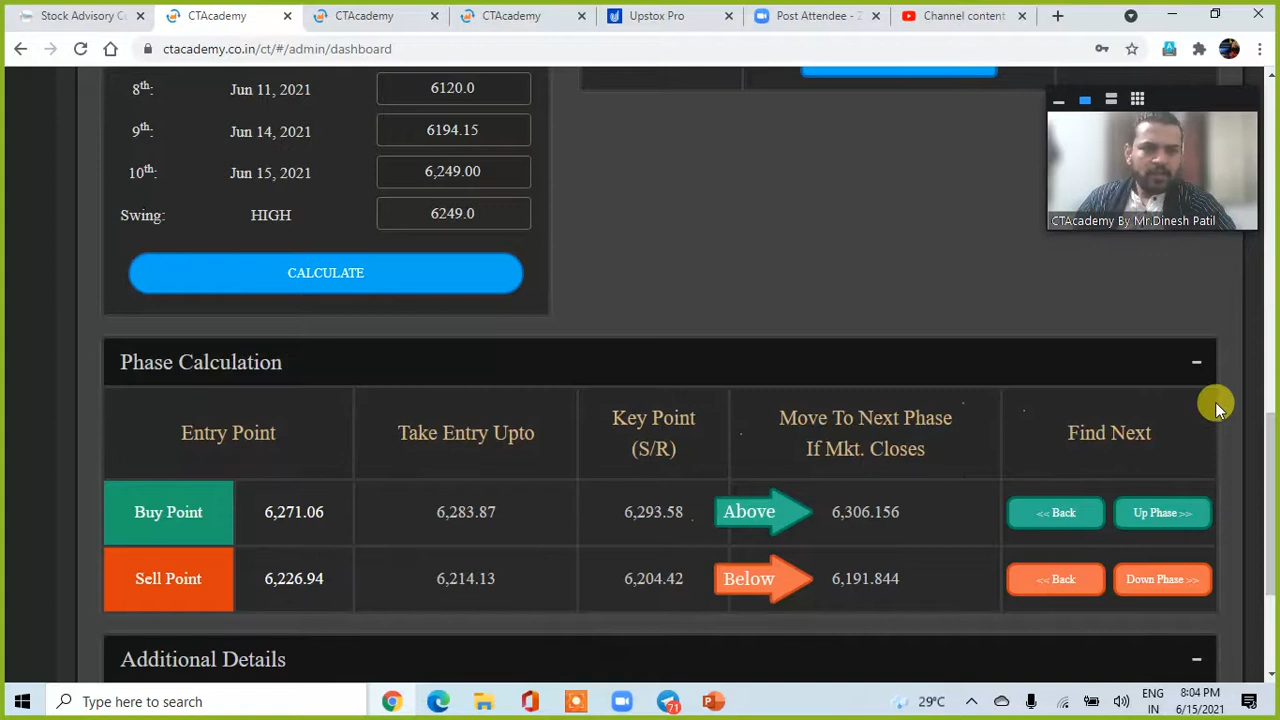 Stock Advisory C
CTAcademy
CTAcademy
CTAcademy
Upstox Pro
Post Attendee - Z
Channel content
ctacademy.co.in/ct/#/admin/dashboard
8th:
Jun 11, 2021
6120.0
9th:
Jun 14, 2021
6194.15
10th:
Jun 15, 2021
6,249.00
Swing:
HIGH
6249.0
CALCULATE
CTAcademy By Mr.Dinesh Patil
Phase Calculation
Entry Point
Take Entry Upto
Key Point
(S/R)
Move To Next Phase
If Mkt. Closes
Find Next
Buy Point
6,271.06
6,283.87
6,293.58
Above
6,306.156
<< Back
Up Phase >>
Sell Point
6,226.94
6,214.13
6,204.42
Below
6,191.844
<< Back
Down Phase >>
Additional Details
Type here to search
71
29°C
ENG
IN
8:04 PM
6/15/2021